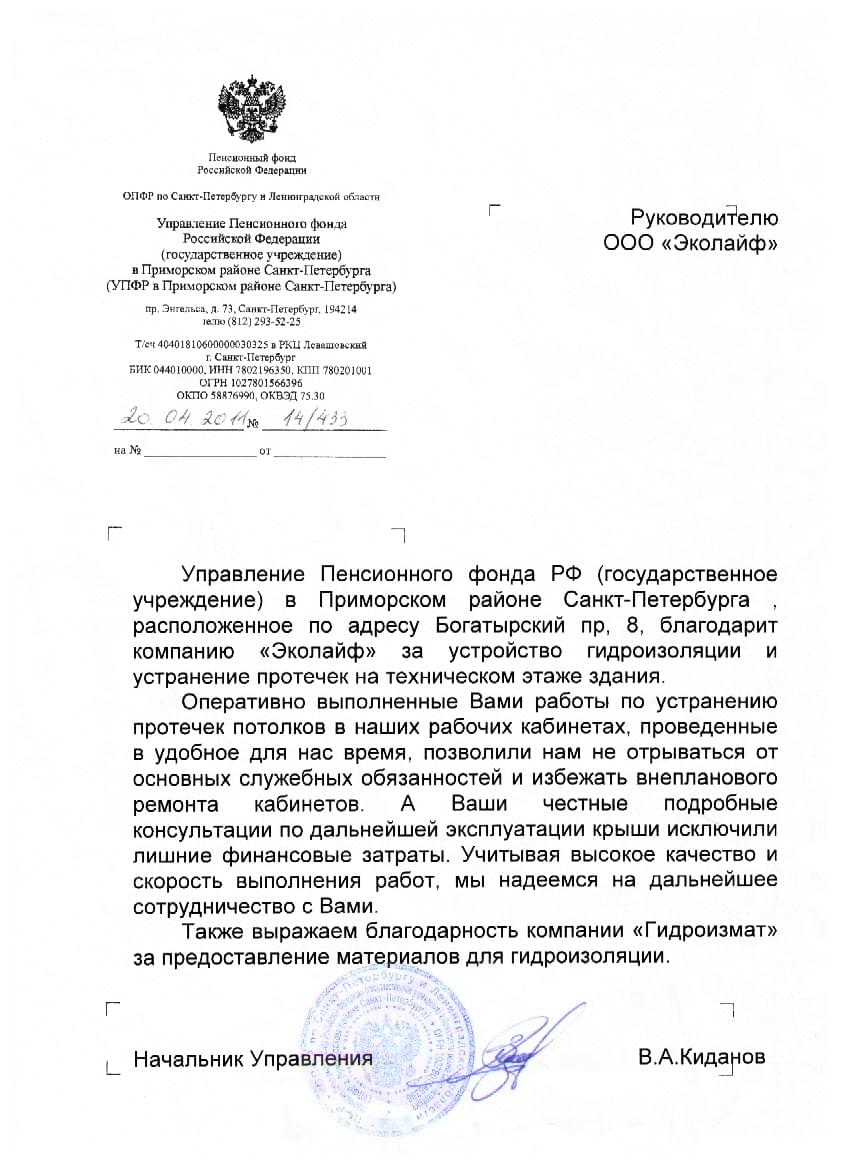 Пенсионный фонд
Российской Федерации
ОПФР по Санкт-Петербургу и Ленинградской области
Управление Пенсионного фонда
Российской Федерации
(государственное учреждение)
в Приморском районе Санкт-Петербурга
(УПФР в Приморском районе Санкт-Петербурга)
пр. Энгельса, д. 73, Санкт-Петербург, 194214
(812) 293-52-25
Т/сч 40401810600000030325 в РКЦ Левашовский
г. Санкт-Петербург
БИК 044010000, ИНН 7802196350, КПП 780201001
ОГРН 1027801566396
ОКПО 58876990, ОКВЭД 75.30
20. 04. 2011 № 14/433
на № от
Руководителю
ООО «Эколайф»
Управление Пенсионного фонда РФ (государственное
учреждение) в Приморском районе Санкт-Петербурга ,
расположенное по адресу Богатырский пр, 8, благодарит
компанию «Эколайф» за устройство гидроизоляции и
устранение протечек на техническом этаже здания.
Оперативно выполненные Вами работы по устранению
протечек потолков в наших рабочих кабинетах, проведенные
в удобное для нас время, позволили нам не отрываться от
основных служебных обязанностей и избежать внепланового
ремонта кабинетов. А Ваши честные подробные
консультации по дальнейшей эксплуатации крыши исключили
лишние финансовые затраты. Учитывая высокое качество и
скорость выполнения работ, мы надеемся на дальнейшее
сотрудничество с Вами.
Также выражаем благодарность компании «Гидроизмат»
за предоставление материалов для гидроизоляции.
Начальник Управления В.А.Киданов